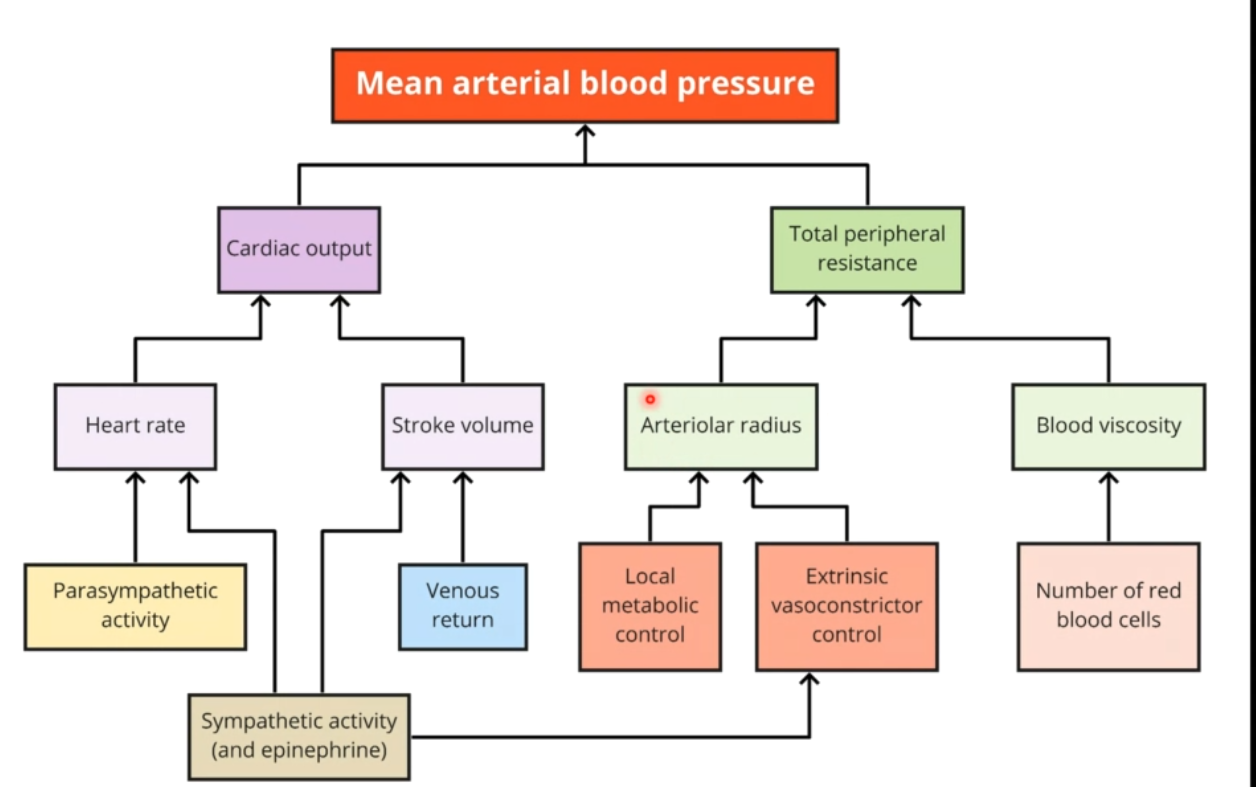 Mean arterial blood pressure
Cardiac output
Total peripheral
resistance
Heart rate
Stroke volume
Arteriolar radius
Blood viscosity
Parasympathetic
activity
Venous
return
Local
metabolic
control
Extrinsic
vasoconstrictor
control
Number of red
blood cells
Sympathetic activity
(and epinephrine)